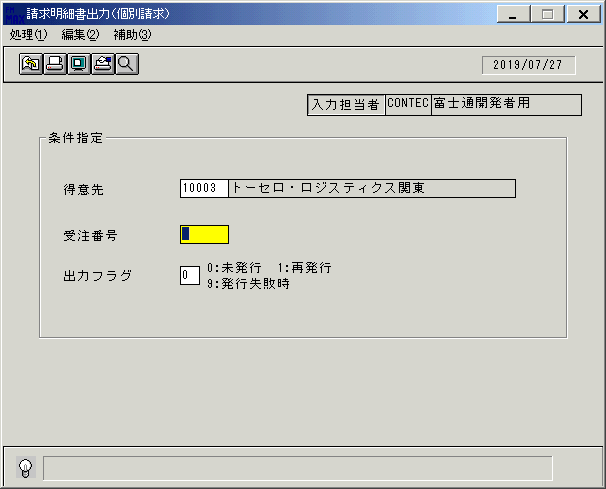 請求明細書出力(個別請求)
処理(1) 編集(2) 補助(3)
2019/07/27
入力担当者 CONTEC 富士通開発者用
条件指定
得意先 10003 トーセロ・ロジスティクス関東
受注番号
出力フラグ 0 0:未発行 1:再発行
9:発行失敗時